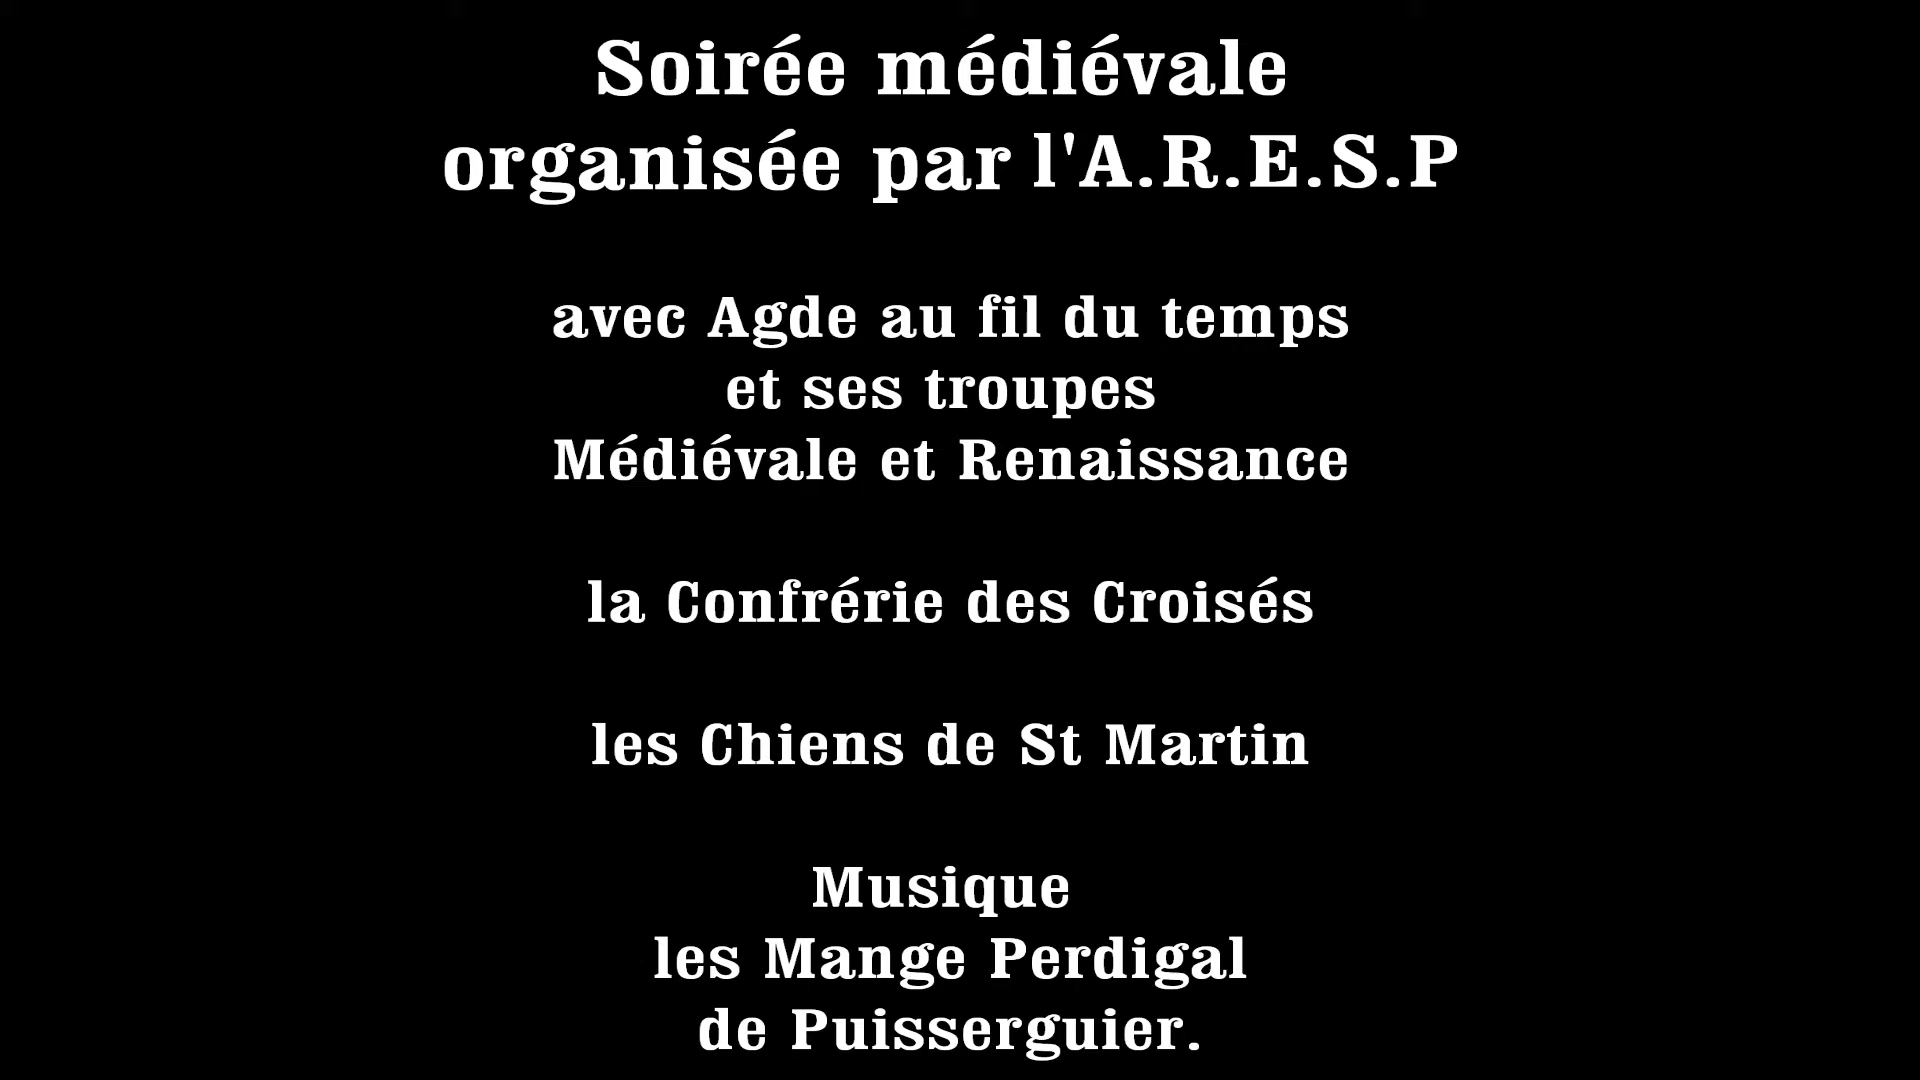 Soirée médiévale
organisée par l'A.R.E.S.P
avec Agde au fil du temps
et ses troupes
Médiévale et Renaissance
la Confrérie des Croisés
les Chiens de St Martin
Musique
les Mange Perdigal
de Puisserguier.